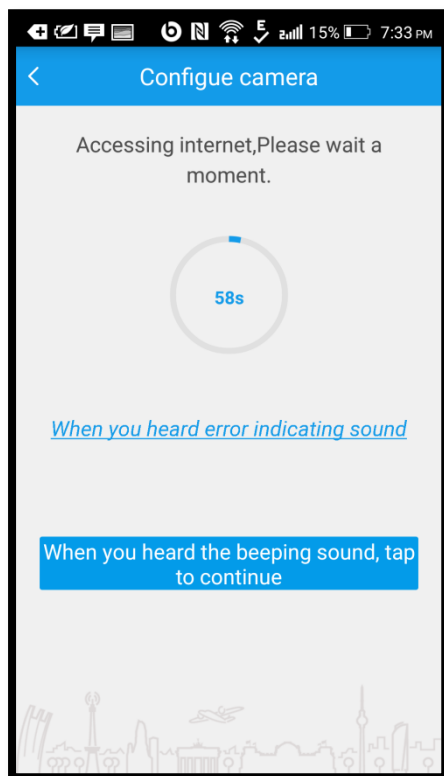 15% 7:33 PM
Configue camera
Accessing internet,Please wait a
moment.
58s
When you heard error indicating sound
When you heard the beeping sound, tap
to continue